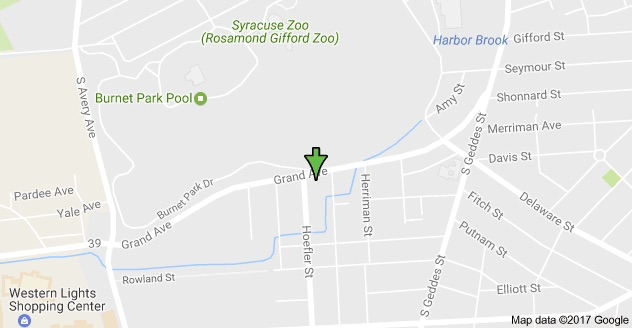 Syracuse Zoo
(Rosamond Gifford Zoo)
Harbor Brook
Gifford St
Seymour St
Burnet Park Pool
Amy St
Shonnard St
S Avery Ave
Merriman Ave
S Geddes St
Davis St
Grand Ave
Pardee Ave
Burnet Park Dr
Herriman St
Fitch St
Delaware St
Yale Ave
Grand Ave
39
Hoefler St
Putnam St
Rowland St
S Geddes St
Elliott St
Western Lights
Shopping Center
Map data ©2017 Google